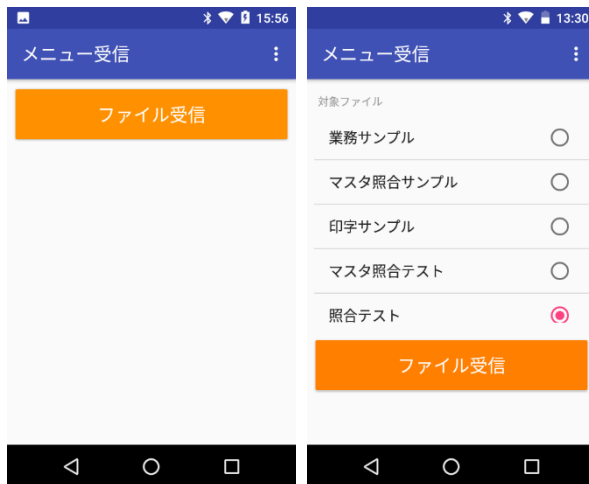 15:56
メニュー受信
ファイル受信
13:30
メニュー受信
対象ファイル
業務サンプル
マスタ照合サンプル
印字サンプル
マスタ照合テスト
照合テスト
ファイル受信